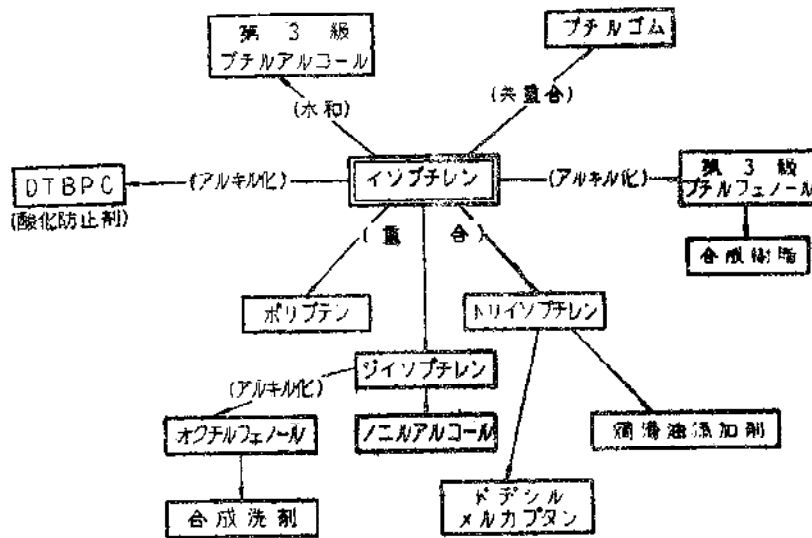 第3級
ブチルアルコール
ブチルゴム
(水和)
(共重合)
DTBPC
(酸化防止剤)
(アルキル化)
イソブチレン
(アルキル化)
第3級
ブチルフェノール
合成樹脂
(重合)
ポリブテン
トリイソブチレン
ジイソブチレン
(アルキル化)
オクチルフェノール
ノニルアルコール
潤滑油添加剤
ドデシル
メルカプタン
合成洗剤